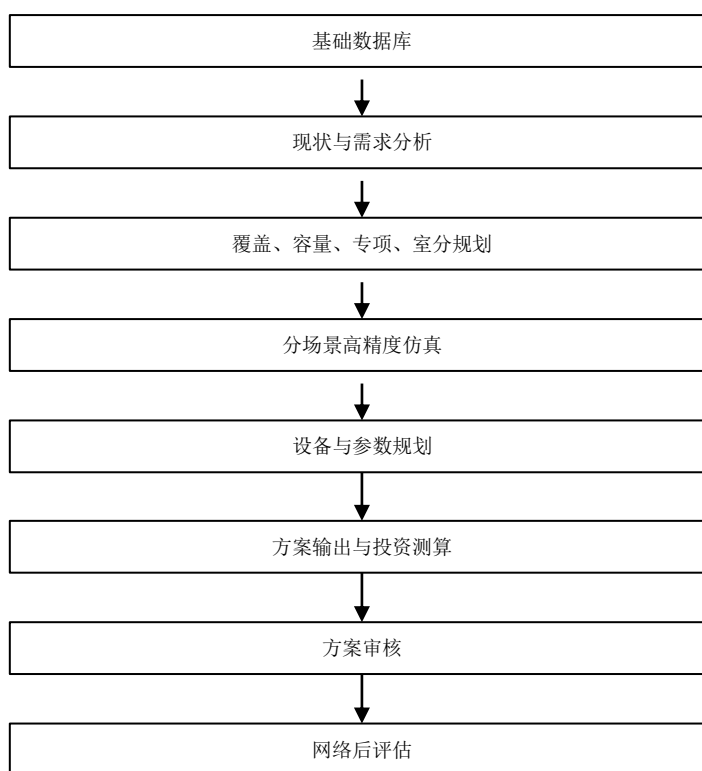 基础数据库
现状与需求分析
覆盖、容量、专项、室分规划
分场景高精度仿真
设备与参数规划
方案输出与投资测算
方案审核
网络后评估